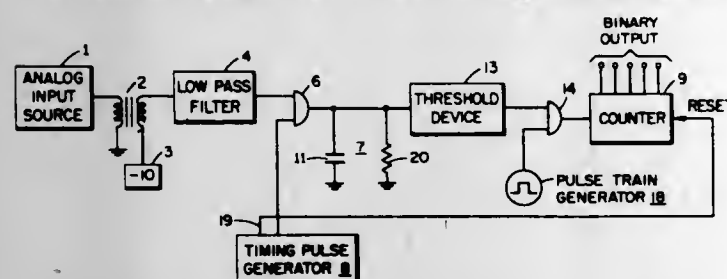 BINARY
OUTPUT
1
ANALOG
INPUT
SOURCE
2
3
-10
4
LOW PASS
FILTER
6
11
7
20
13
THRESHOLD
DEVICE
14
9
COUNTER
RESET
PULSE TRAIN
GENERATOR 18
19
TIMING PULSE
GENERATOR 8